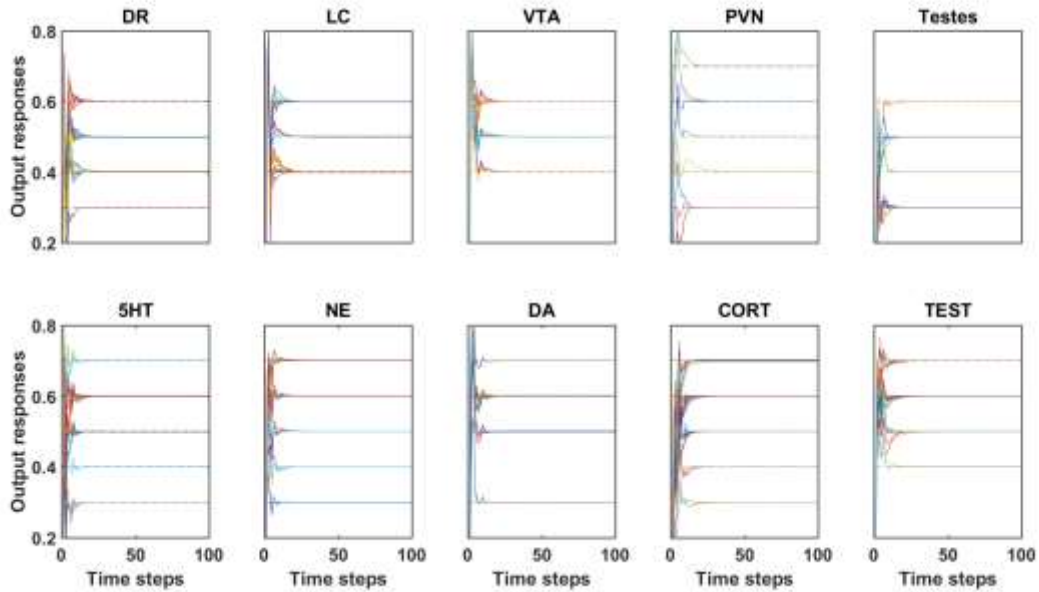 DR LC VTA PVN Testes
Output responses
0.8
0.6
0.4
0.2
5HT NE DA CORT TEST
Output responses
0.8
0.6
0.4
0.2
0 50 100 0 50 100 0 50 100 0 50 100 0 50 100
Time steps Time steps Time steps Time steps Time steps